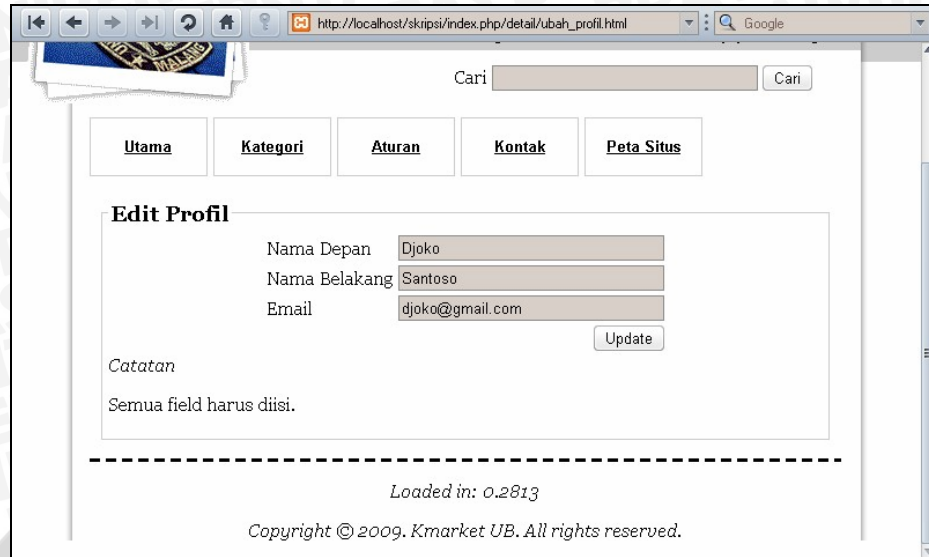 http://localhost/skripsi/index.php/detail/ubah_profil.html Google
MALANG
Cari Cari
Utama Kategori Aturan Kontak Peta Situs
Edit Profil
Nama Depan Djoko
Nama Belakang Santoso
Email djoko@gmail.com
Update
Catatan
Semua field harus diisi.
Loaded in: 0.2813
Copyright © 2009. Kmarket UB. All rights reserved.